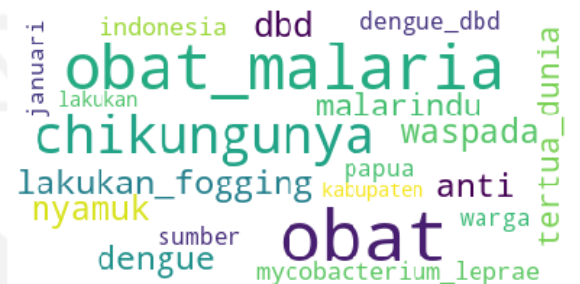 januari
indonesia
dbd
dengue_dbd
obat_malaria
lakukan
malarindu
chikungunya
waspada
tertua_dunia
papua
lakukan_fogging
kabupaten
anti
nyamuk
obat
warga
sumber
dengue
mycobacterium_leprae